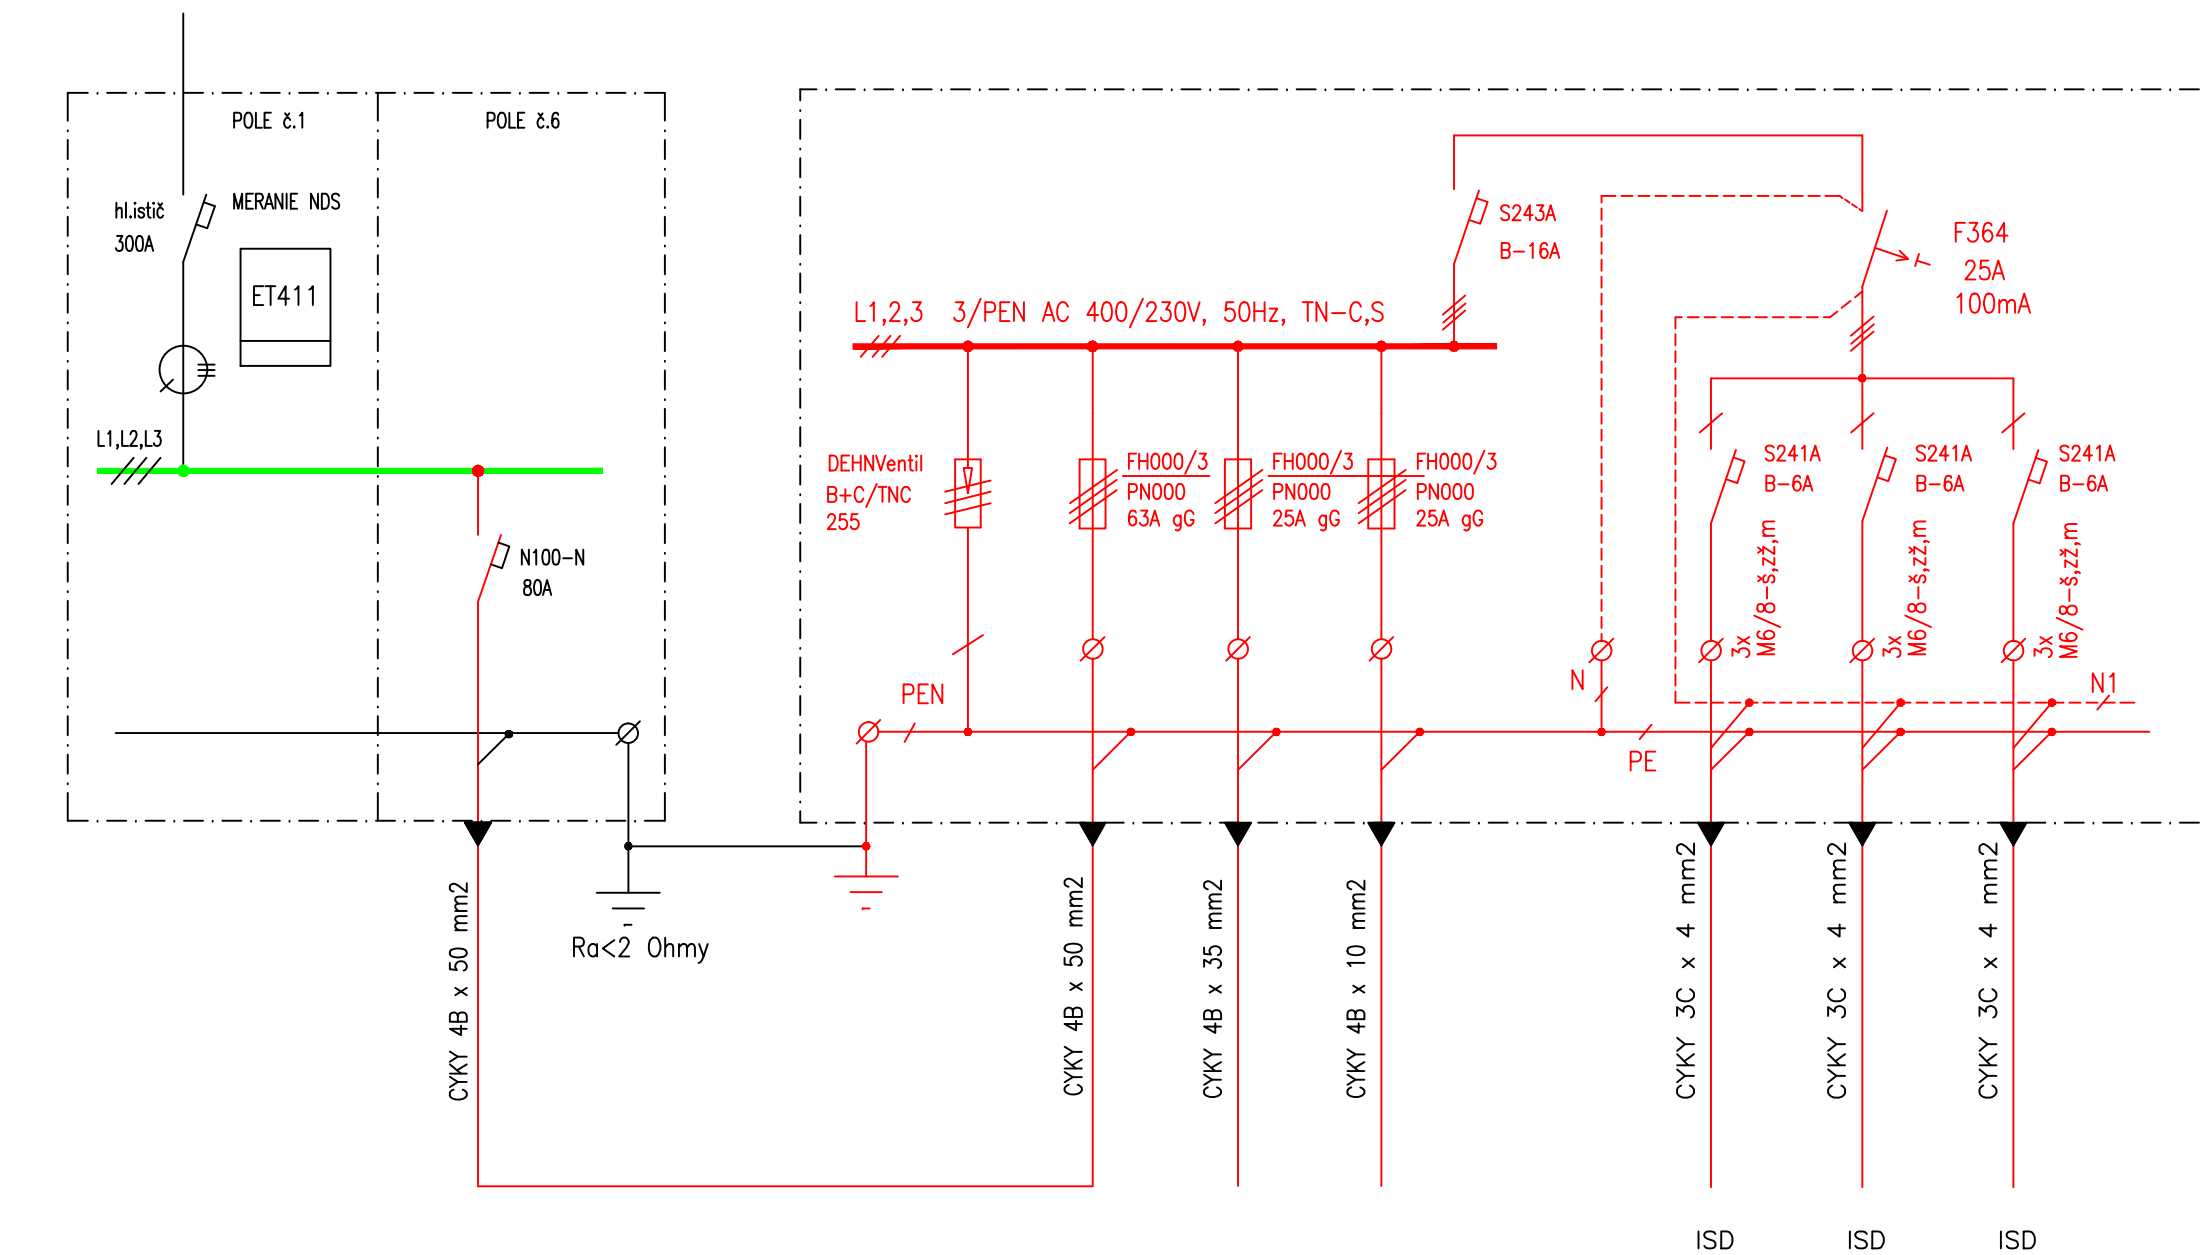 POLE č.1
POLE č.6
hl.istič
300A
MERANIE NDS
ET411
L1,L2,L3
N100-N
80A
Ra<2 Ohmy
CYKY 4B x 50 mm2
L1,2,3 3/PEN AC 400/230V, 50Hz, TN-C,S
S243A
B-16A
F364
25A
100mA
DEHNVentil
B+C/TNC
255
FH000/3
PN000
63A gG
FH000/3
PN000
25A gG
FH000/3
PN000
25A gG
S241A
B-6A
S241A
B-6A
S241A
B-6A
3x
M6/8-š,zž,m
3x
M6/8-š,zž,m
3x
M6/8-š,zž,m
PEN
N
N1
PE
CYKY 4B x 50 mm2
CYKY 4B x 35 mm2
CYKY 4B x 10 mm2
CYKY 3C x 4 mm2
CYKY 3C x 4 mm2
CYKY 3C x 4 mm2
ISD
ISD
ISD